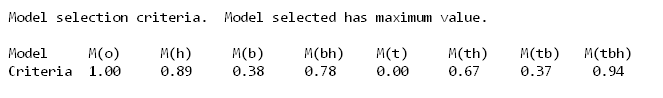 Model selection criteria.  Model selected has maximum value.
Model    M(o)    M(h)    M(b)    M(bh)    M(t)    M(th)    M(tb)    M(tbh)
Criteria  1.00    0.89    0.38    0.78    0.00    0.67    0.37    0.94